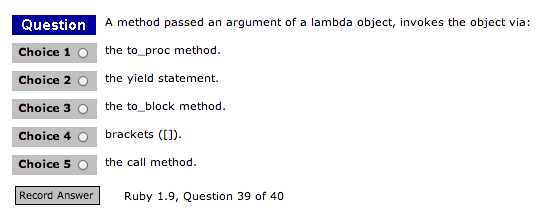 Question A method passed an argument of a lambda object, invokes the object via:
Choice 1 the to_proc method.
Choice 2 the yield statement.
Choice 3 the to_block method.
Choice 4 brackets ([]).
Choice 5 the call method.
Record Answer Ruby 1.9, Question 39 of 40